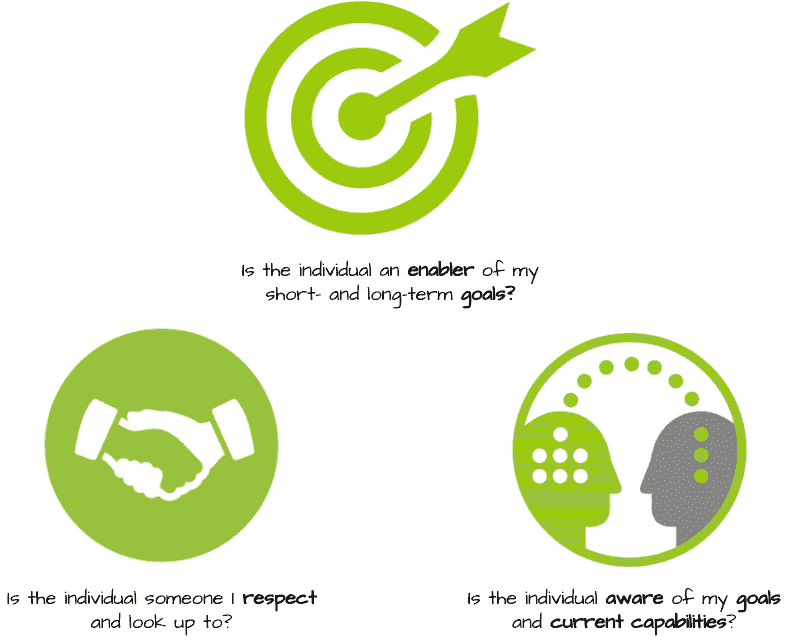 Is the individual an enabler of my
short- and long-term goals?
Is the individual someone I respect
and look up to?
Is the individual aware of my goals
and current capabilities?